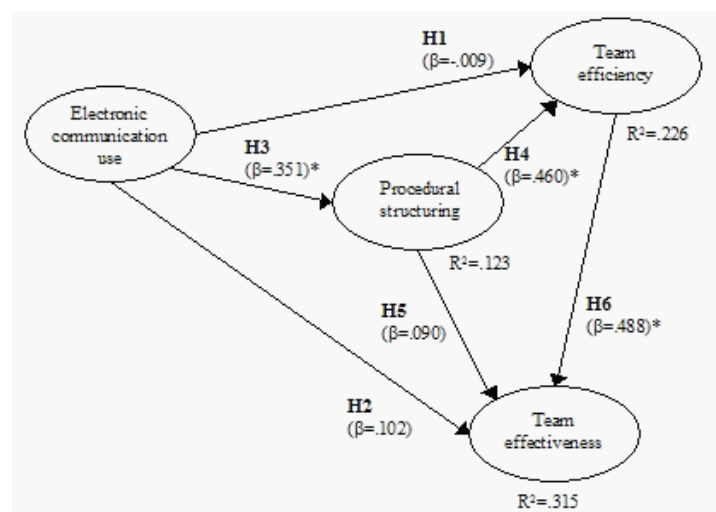 H1
(β=-.009)
Team
efficiency
R²=.226
Electronic
communication
use
H3
(β=.351)*
H4
(β=.460)*
Procedural
structuring
R²=.123
H5
(β=.090)
H6
(β=.488)*
H2
(β=.102)
Team
effectiveness
R²=.315